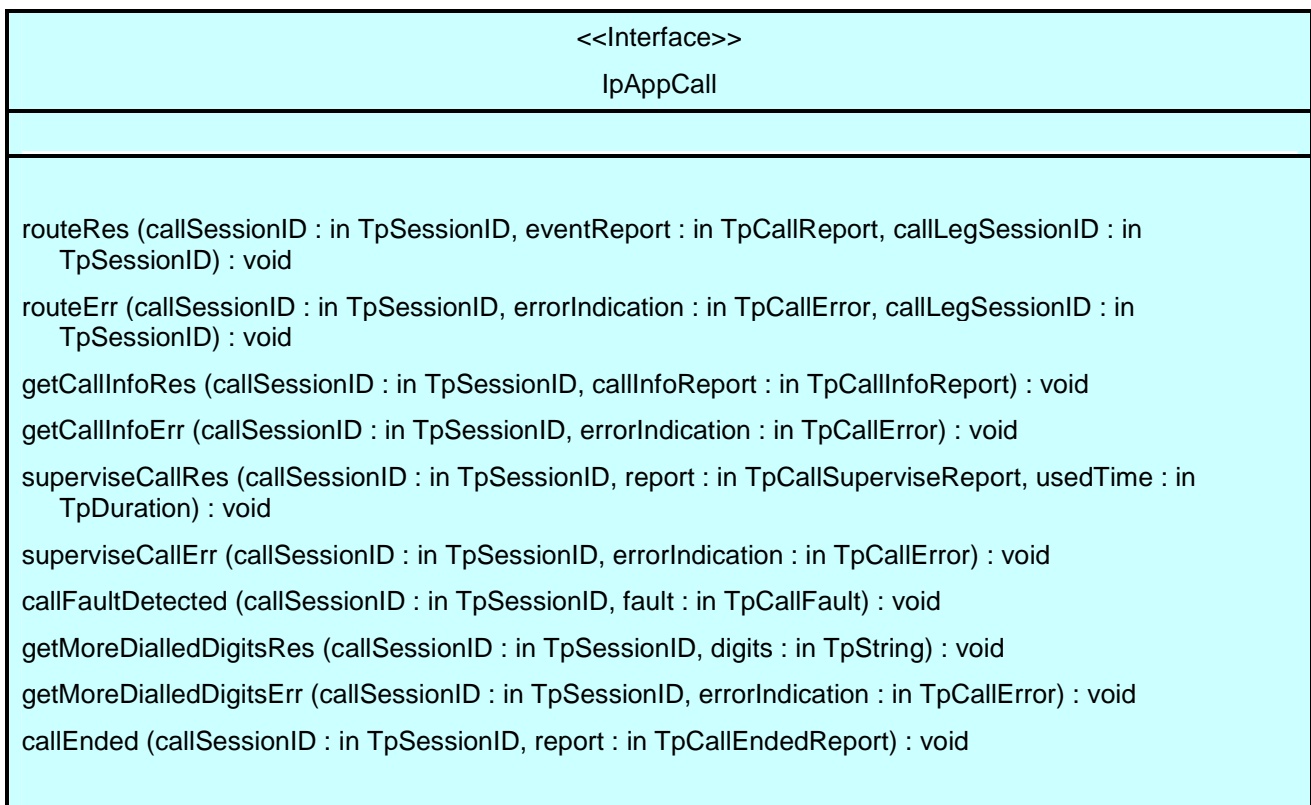 <<Interface>>
IpAppCall
routeRes (callSessionID : in TpSessionID, eventReport : in TpCallReport, callLegSessionID : in
TpSessionID) : void
routeErr (callSessionID : in TpSessionID, errorIndication : in TpCallError, callLegSessionID : in
TpSessionID) : void
getCallInfoRes (callSessionID : in TpSessionID, callInfoReport : in TpCallInfoReport) : void
getCallInfoErr (callSessionID : in TpSessionID, errorIndication : in TpCallError) : void
superviseCallRes (callSessionID : in TpSessionID, report : in TpCallSuperviseReport, usedTime : in
TpDuration) : void
superviseCallErr (callSessionID : in TpSessionID, errorIndication : in TpCallError) : void
callFaultDetected (callSessionID : in TpSessionID, fault : in TpCallFault) : void
getMoreDialledDigitsRes (callSessionID : in TpSessionID, digits : in TpString) : void
getMoreDialledDigitsErr (callSessionID : in TpSessionID, errorIndication : in TpCallError) : void
callEnded (callSessionID : in TpSessionID, report : in TpCallEndedReport) : void